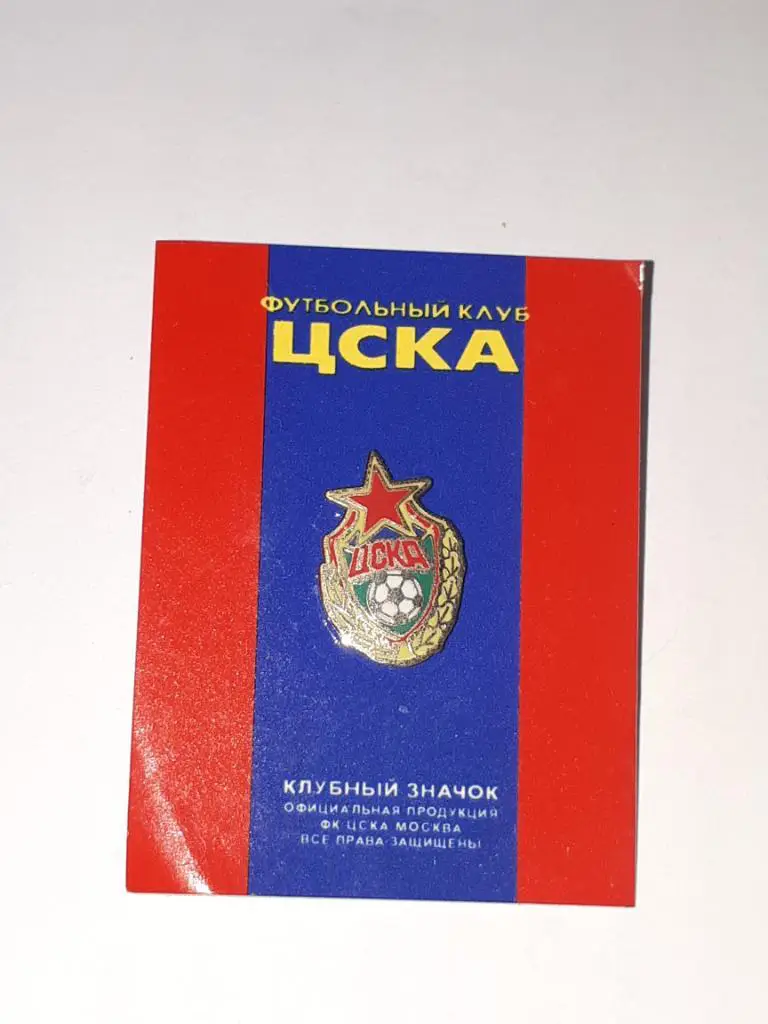 ФУТБОЛЬНЫЙ КЛУБ
ЦСКА
ЦСКА
КЛУБНЫЙ ЗНАЧОК
ОФИЦИАЛЬНАЯ ПРОДУКЦИЯ
ФК ЦСКА МОСКВА
ВСЕ ПРАВА ЗАЩИЩЕНЫ